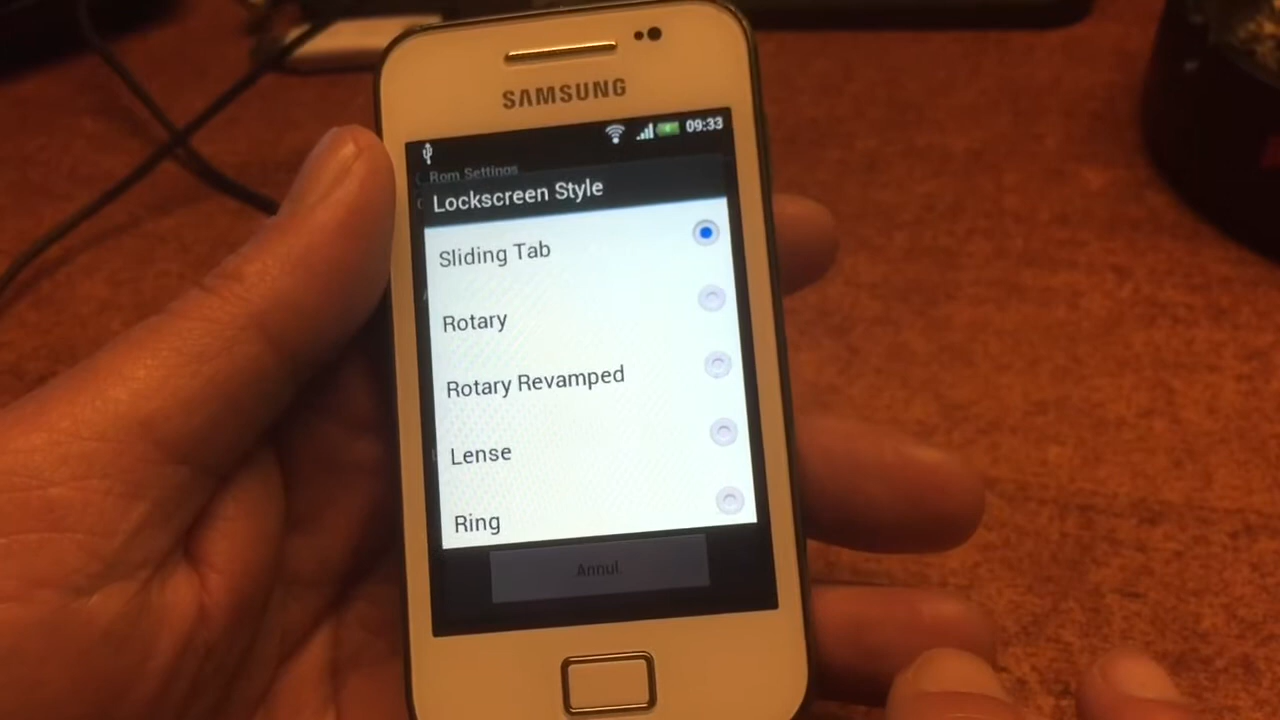 SAMSUNG
09:33
Rom Settings
Lockscreen Style
Sliding Tab
Rotary
Rotary Revamped
Lense
Ring
Annul